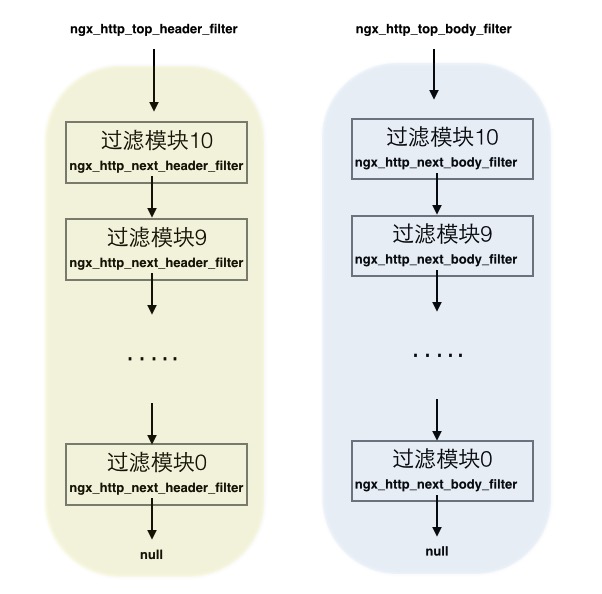 ngx_http_top_header_filter
过滤模块10
ngx_http_next_header_filter
过滤模块9
ngx_http_next_header_filter
.....
过滤模块0
ngx_http_next_header_filter
null
ngx_http_top_body_filter
过滤模块10
ngx_http_next_body_filter
过滤模块9
ngx_http_next_body_filter
.....
过滤模块0
ngx_http_next_body_filter
null